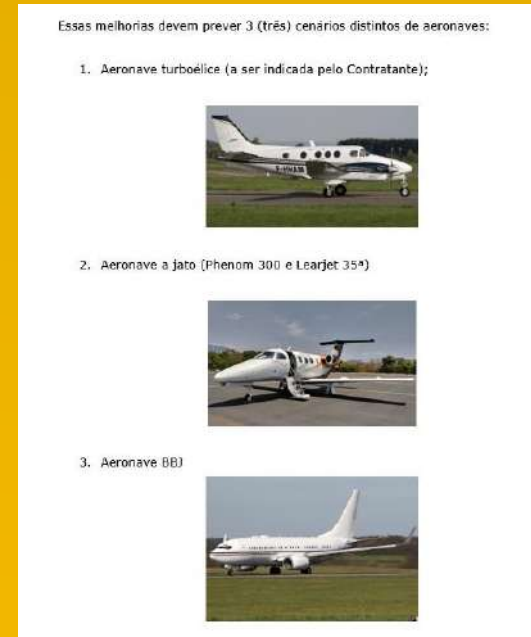 Essas melhorias devem prever 3 (três) cenários distintos de aeronaves:
1. Aeronave turboélice (a ser indicada pelo Contratante);
2. Aeronave a jato (Phenom 300 e Learjet 35ª)
3. Aeronave BBJ